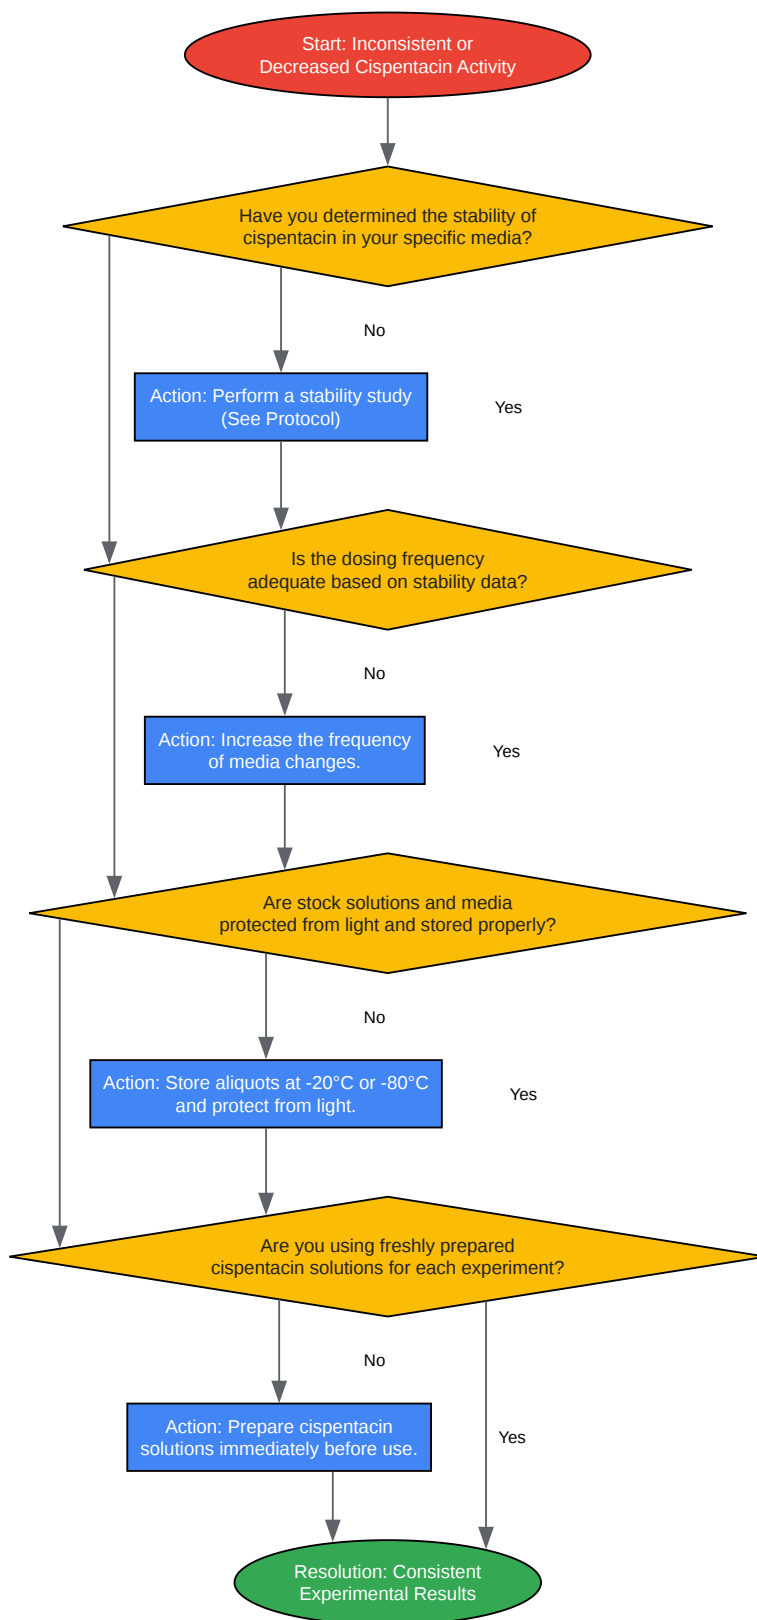 Start: Inconsistent or
Decreased Cispentacin Activity
Have you determined the stability of
cispentacin in your specific media?
No
Action: Perform a stability study
(See Protocol)
Yes
Is the dosing frequency
adequate based on stability data?
No
Action: Increase the frequency
of media changes.
Yes
Are stock solutions and media
protected from light and stored properly?
No
Action: Store aliquots at -20°C or -80°C
and protect from light.
Yes
Are you using freshly prepared
cispentacin solutions for each experiment?
No
Action: Prepare cispentacin
solutions immediately before use.
Yes
Resolution: Consistent
Experimental Results